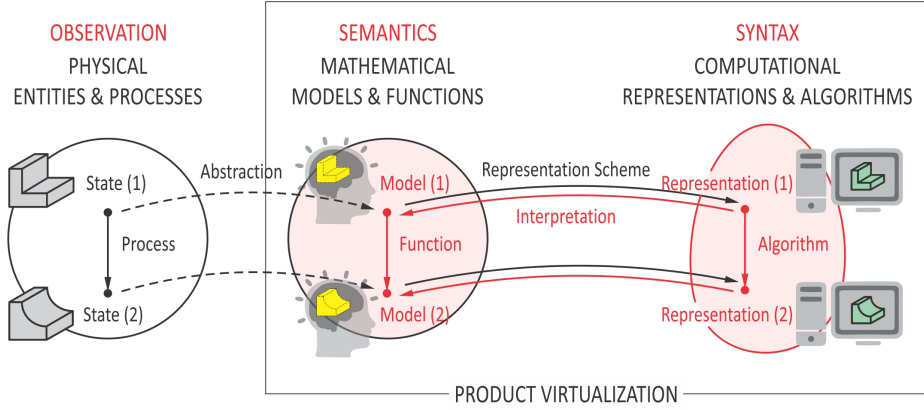 OBSERVATION
PHYSICAL
ENTITIES & PROCESSES
SEMANTICS
MATHEMATICAL
MODELS & FUNCTIONS
SYNTAX
COMPUTATIONAL
REPRESENTATIONS & ALGORITHMS
State (1)
Process
State (2)
Abstraction
Model (1)
Function
Model (2)
Representation Scheme
Interpretation
Representation (1)
Algorithm
Representation (2)
PRODUCT VIRTUALIZATION